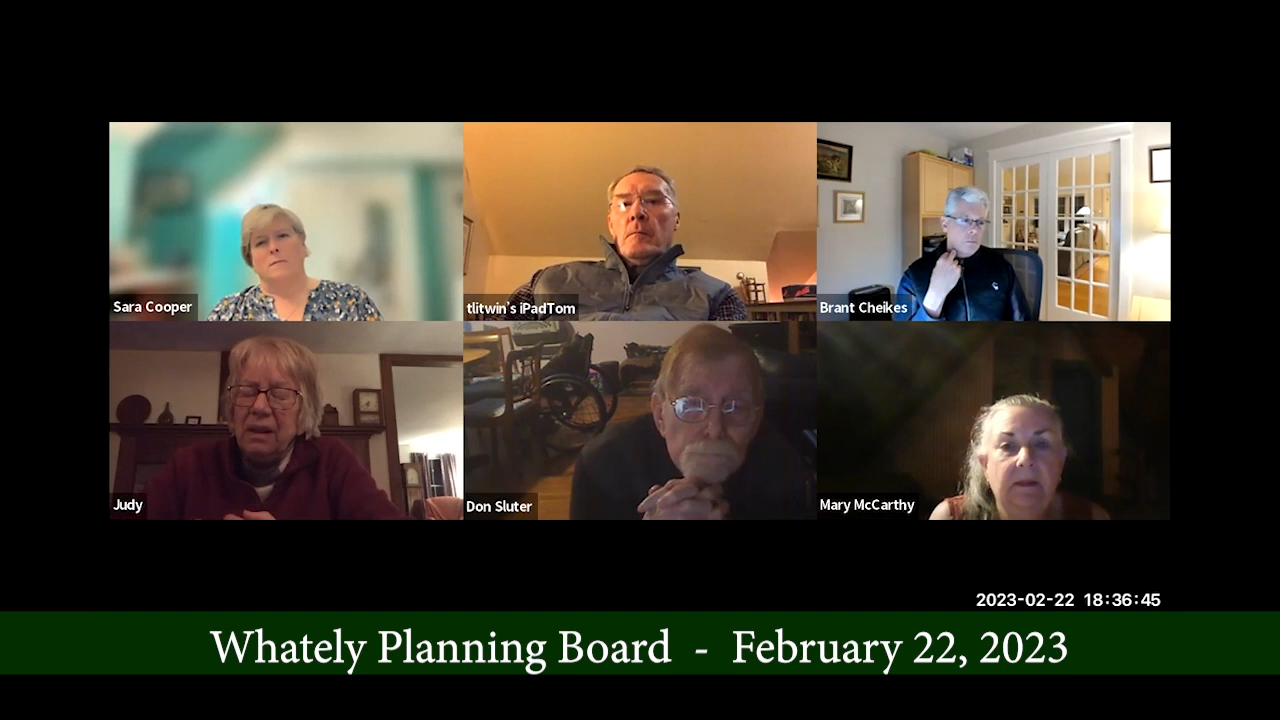 Sara Cooper
tlitwin's iPadTom
Brant Cheikes
Judy
Don Sluter
Mary McCarthy
2023-02-22 18:36:45
Whately Planning Board - February 22, 2023